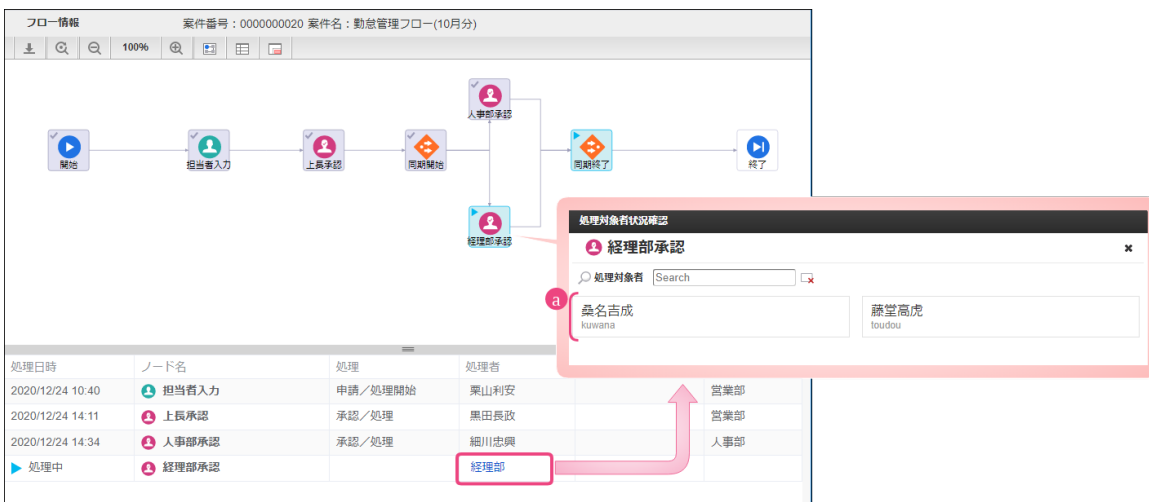 フロー情報 案件番号：0000000020 案件名：勤怠管理フロー(10月分)
100%
人事部承認
開始 担当者入力 上長承認 同期開始 同期終了 終了
経理部承認
処理対象者状況確認
経理部承認
処理対象者 Search
a
桑名吉成 藤堂高虎
kuwana toudou
処理日時 ノード名 処理 処理者
2020/12/24 10:40 担当者入力 申請／処理開始 栗山利安 営業部
2020/12/24 14:11 上長承認 承認／処理 黒田長政 営業部
2020/12/24 14:34 人事部承認 承認／処理 細川忠興 人事部
処理中 経理部承認 経理部